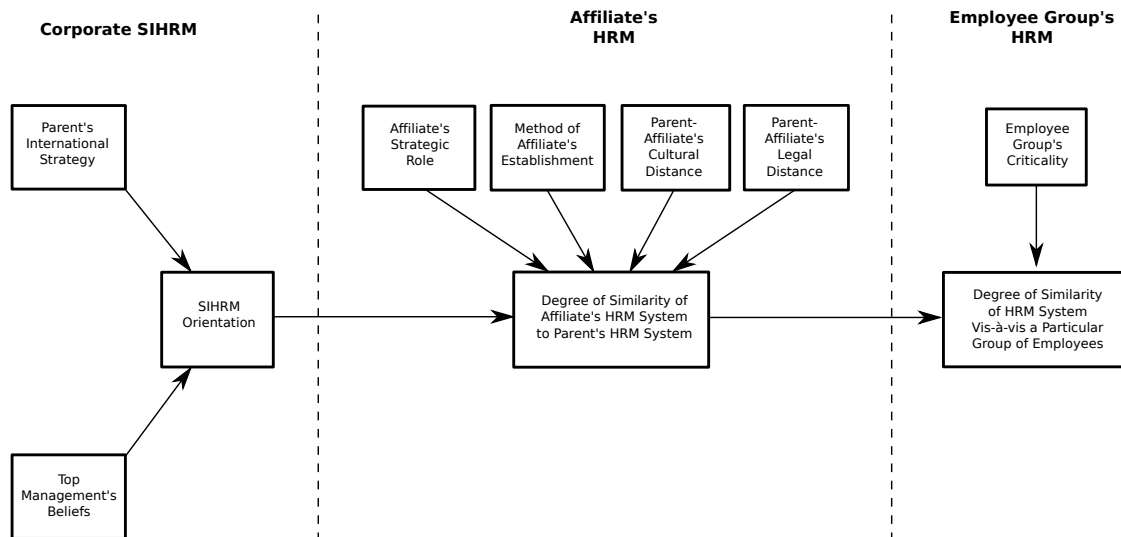 Corporate SIHRM
Affiliate's
HRM
Employee Group's
HRM
Parent's
International
Strategy
Affiliate's
Strategic
Role
Method of
Affiliate's
Establishment
Parent-
Affiliate's
Cultural
Distance
Parent-
Affiliate's
Legal
Distance
Employee
Group's
Criticality
SIHRM
Orientation
Degree of Similarity of
Affiliate's HRM System
to Parent's HRM System
Degree of Similarity
of HRM System
Vis-à-vis a Particular
Group of Employees
Top
Management's
Beliefs